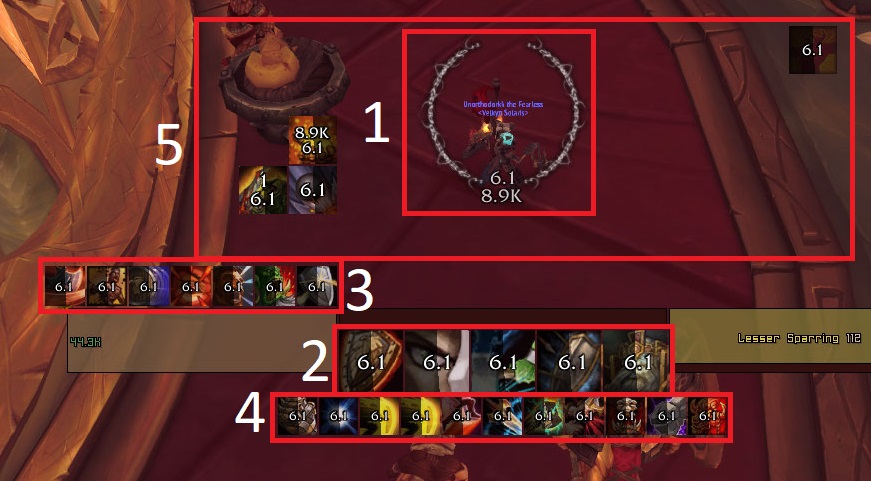 6.1
1
Unorthodorkk the Fearless
<Velkyn Solaris>
6.1
8.9K
5
8.9K
6.1
1
6.1
6.1
6.1 6.1 6.1 6.1 6.1 6.1 6.1
3
44.9K
Lesser Sparring 112
2
6.1 6.1 6.1 6.1 6.1
4
6.1 6.1 6.1 6.1 6.1 6.1 6.1 6.1 6.1 6.1 6.1